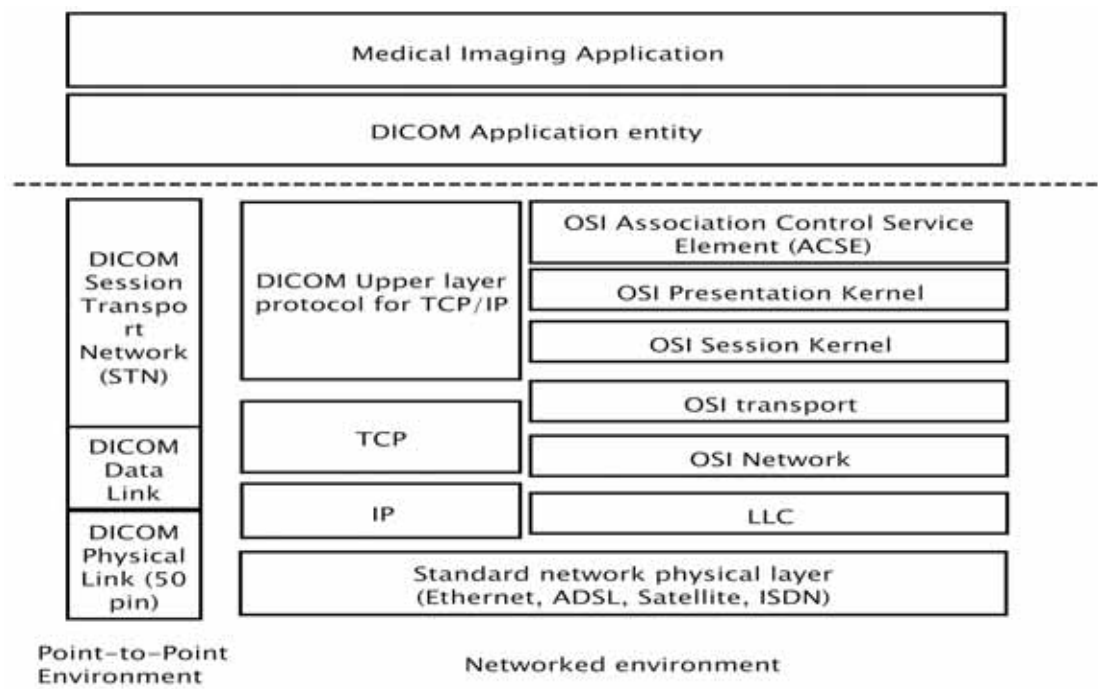 Medical Imaging Application
DICOM Application entity
DICOM
Session
Transpo
rt
Network
(STN)
DICOM
Data
Link
DICOM
Physical
Link (50
pin)
DICOM Upper layer
protocol for TCP/IP
TCP
IP
OSI Association Control Service
Element (ACSE)
OSI Presentation Kernel
OSI Session Kernel
OSI transport
OSI Network
LLC
Standard network physical layer
(Ethernet, ADSL, Satellite, ISDN)
Point-to-Point
Environment
Networked environment